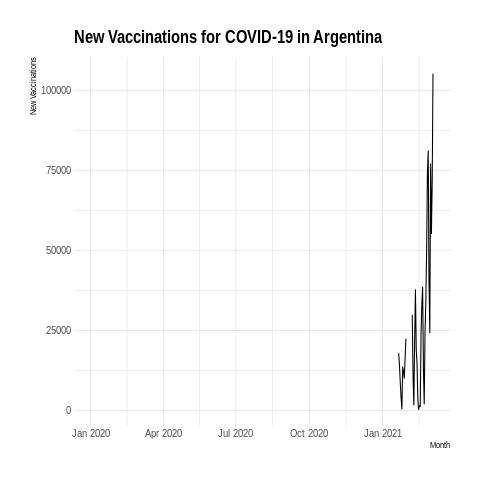 New Vaccinations for COVID-19 in Argentina
New Vaccinations
100000
75000
50000
25000
0
Jan 2020 Apr 2020 Jul 2020 Oct 2020 Jan 2021
Month